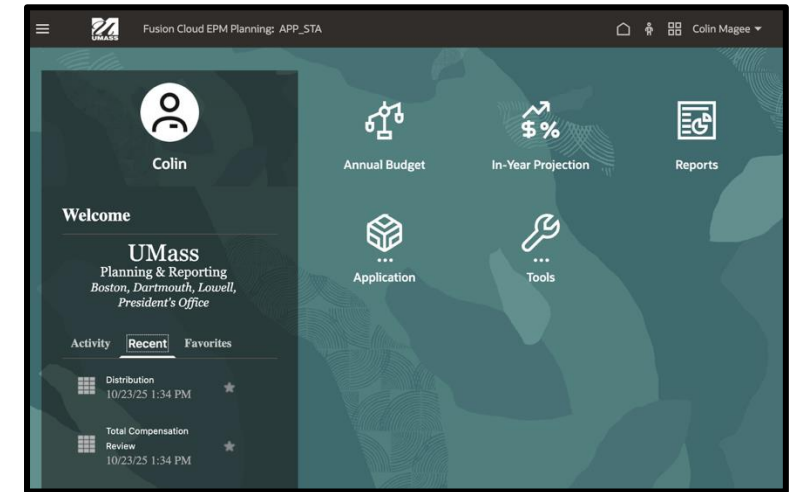 UMASS
Fusion Cloud EPM Planning: APP_STA
Colin Magee
Colin
Annual Budget
In-Year Projection
Reports
Welcome
UMass
Planning & Reporting
Boston, Dartmouth, Lowell,
President's Office
Application
Tools
Activity Recent Favorites
Distribution
10/23/25 1:34 PM
Total Compensation
Review
10/23/25 1:34 PM